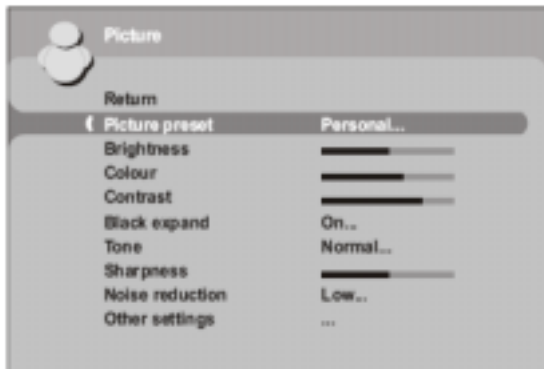 Picture
Return
Picture preset Personal...
Brightness
Colour
Contrast
Black expand On...
Tone Normal...
Sharpness
Noise reduction Low...
Other settings ...